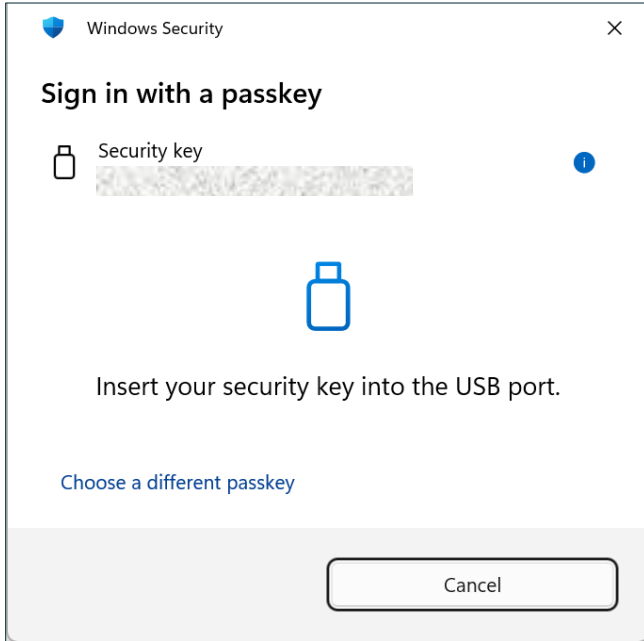 Windows Security
Sign in with a passkey
Security key
Insert your security key into the USB port.
Choose a different passkey
Cancel